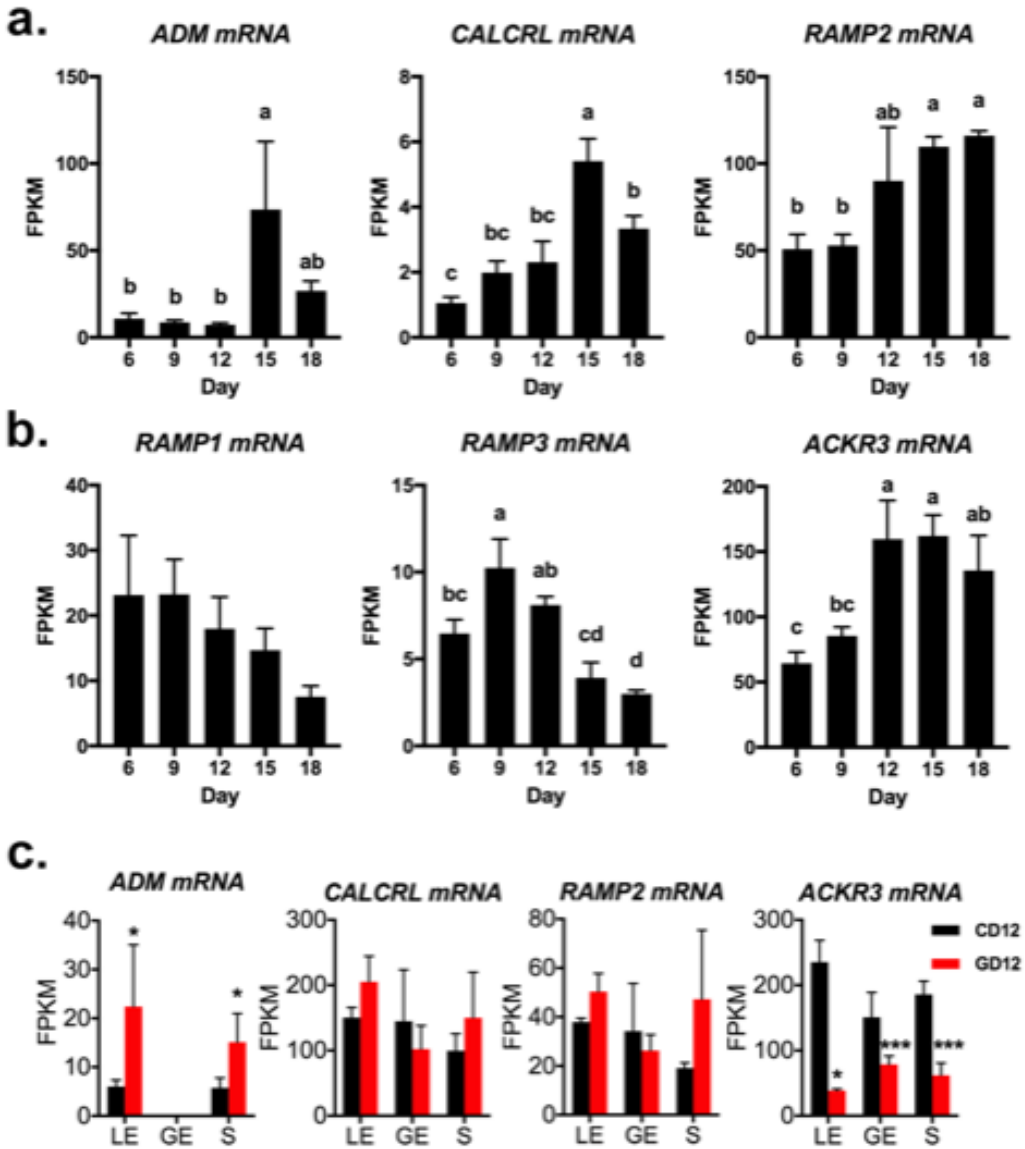 a.
ADM mRNA
CALCRL mRNA
RAMP2 mRNA
FPKM
150
100
50
0
b
b
b
a
ab
6 9 12 15 18
Day
FPKM
8
6
4
2
0
c
bc
bc
a
b
6 9 12 15 18
Day
FPKM
150
100
50
0
b
b
ab
a
a
6 9 12 15 18
Day
b.
RAMP1 mRNA
RAMP3 mRNA
ACKR3 mRNA
FPKM
40
30
20
10
0
6 9 12 15 18
Day
FPKM
15
10
5
0
bc
a
ab
cd
d
6 9 12 15 18
Day
FPKM
200
150
100
50
0
c
bc
a
a
ab
6 9 12 15 18
Day
c.
ADM mRNA
CALCRL mRNA
RAMP2 mRNA
ACKR3 mRNA
FPKM
40
30
20
10
0
*
*
LE GE S
FPKM
300
200
100
0
LE GE S
FPKM
80
60
40
20
0
LE GE S
FPKM
300
200
100
0
*
***
***
LE GE S
CD12
GD12